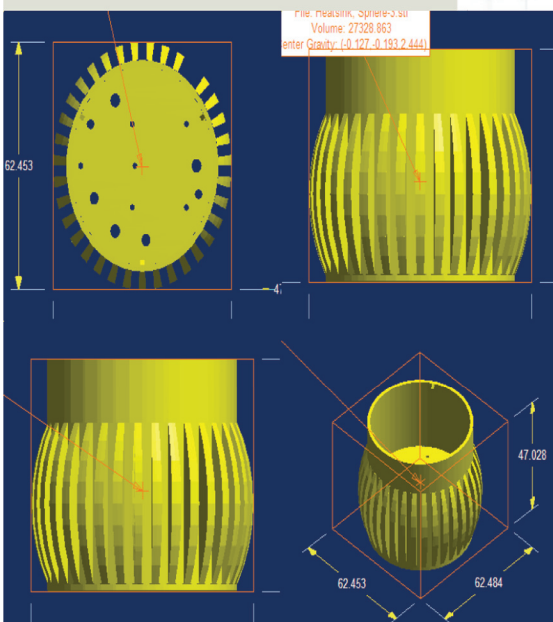 File: Heatsink, Sphere-3.stl
Volume: 27328.863
enter Gravity: (-0.127,-0.193,2.444)
62.453
47.028
62.453
62.484